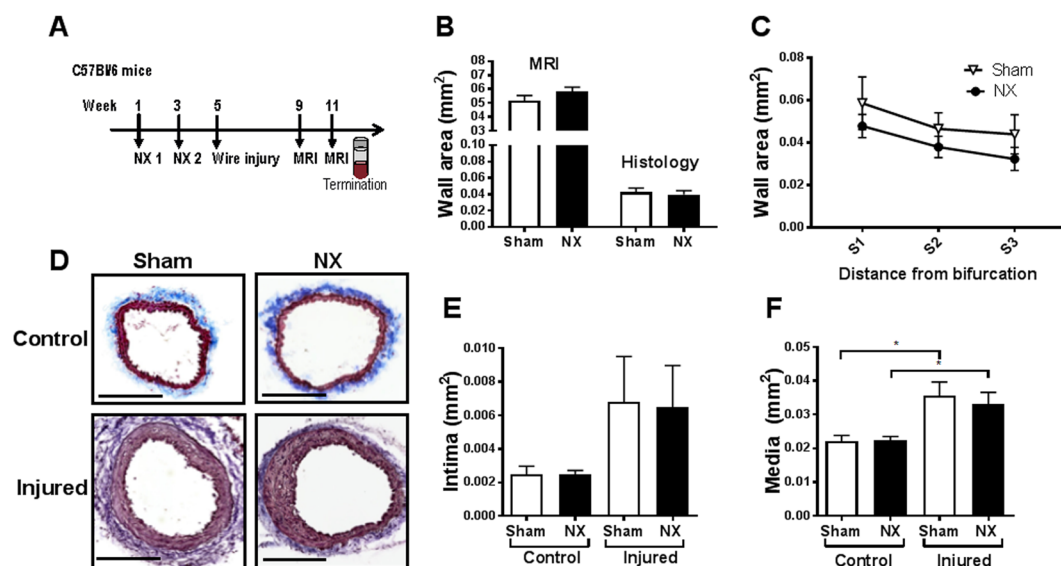 A
C57Bl/6 mice
Week 1 3 5 9 11
NX 1 NX 2 Wire injury MRI MRI
Termination
B
Wall area (mm2)
MRI
08
06
05
03
0.10
0.08
0.06
0.04
0.02
0.00
Histology
Sham NX Sham NX
C
Wall area (mm2)
0.08
0.06
0.04
0.02
0.00
Sham
NX
S1 S2 S3
Distance from bifurcation
D
Sham NX
Control
Injured
E
Intima (mm2)
0.010
0.008
0.006
0.004
0.002
0.000
Sham NX Sham NX
Control Injured
F
Media (mm2)
0.05
0.04
0.03
0.02
0.01
0.00
* *
Sham NX Sham NX
Control Injured